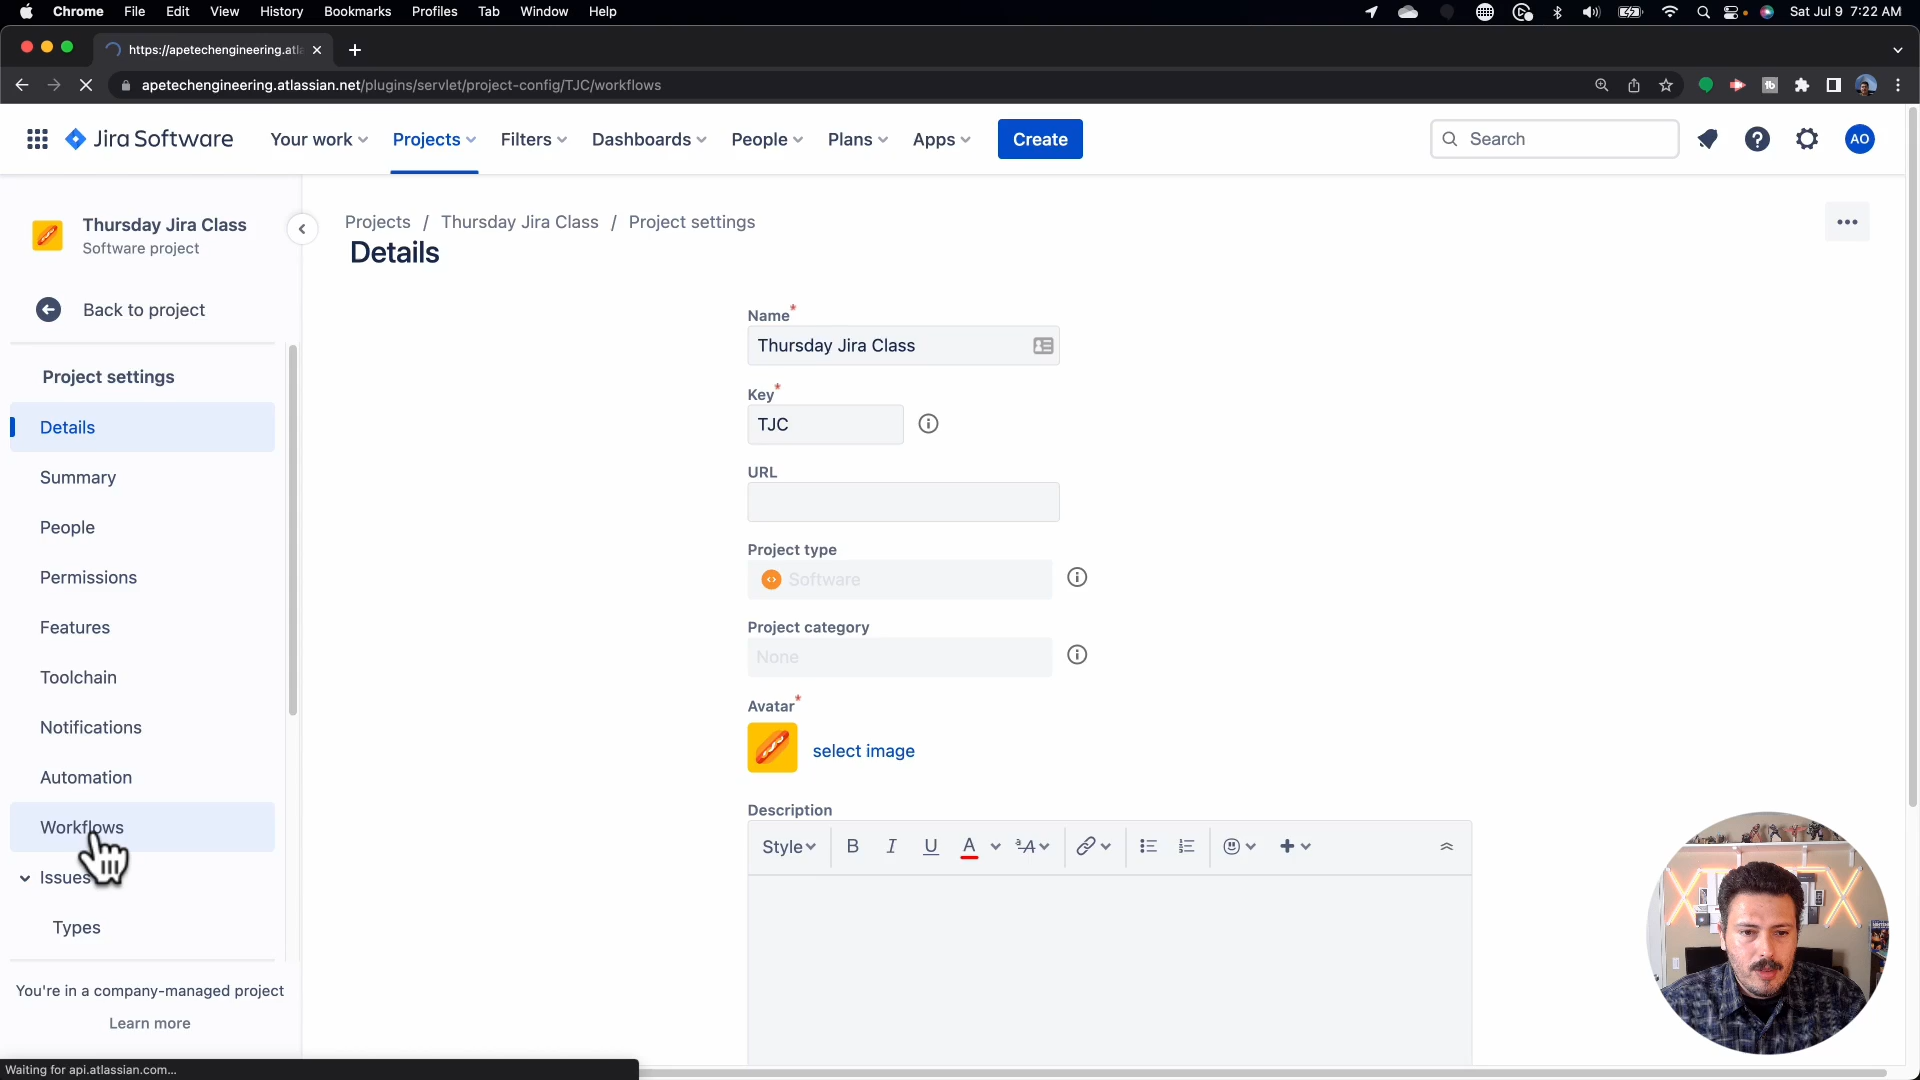 Chrome File Edit View History Bookmarks Profiles Tab Window Help Sat Jul 9 7:22 AM
https://apetechengineering.atla
apetechengineering.atlassian.net/plugins/servlet/project-config/TJC/workflows
Jira Software Your work Projects Filters Dashboards People Plans Apps Create Search AO
Thursday Jira Class
Software project
Back to project
Project settings
Details
Summary
People
Permissions
Features
Toolchain
Notifications
Automation
Workflows
Issues
Types
You're in a company-managed project
Learn more
Waiting for api.atlassian.com...
Projects / Thursday Jira Class / Project settings
Details
Name*
Thursday Jira Class
Key*
TJC
URL
Project type
Software
Project category
None
Avatar*
select image
Description
Style B I U A A